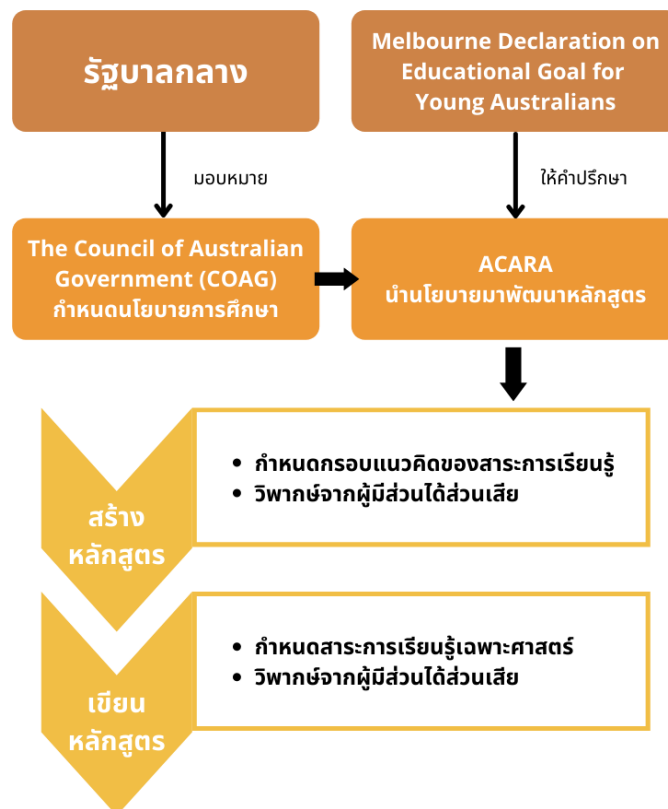 รัฐบาลกลาง
Melbourne Declaration on
Educational Goal for
Young Australians
มอบหมาย
ให้คำปรึกษา
The Council of Australian
Government (COAG)
กำหนดนโยบายการศึกษา
ACARA
นำนโยบายมาพัฒนาหลักสูตร
สร้าง
หลักสูตร
• กำหนดกรอบแนวคิดของสาระการเรียนรู้
• วิพากษ์จากผู้มีส่วนได้ส่วนเสีย
เขียน
หลักสูตร
• กำหนดสาระการเรียนรู้เฉพาะศาสตร์
• วิพากษ์จากผู้มีส่วนได้ส่วนเสีย